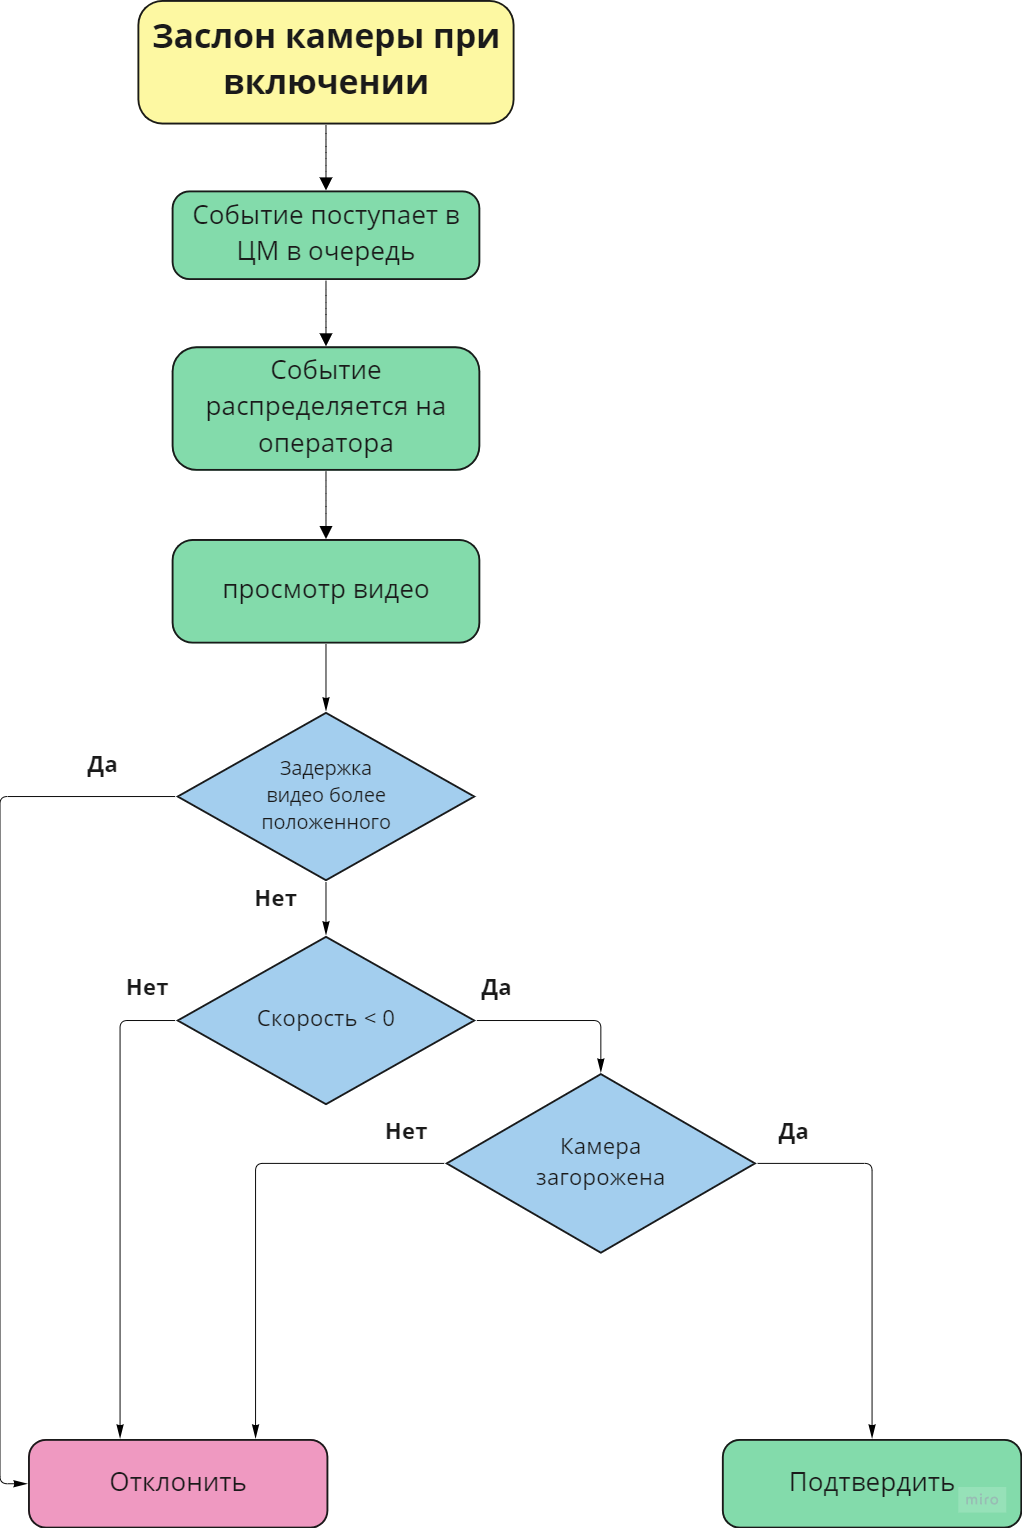 Заслон камеры при
включении
Событие поступает в
ЦМ в очередь
Событие
распределяется на
оператора
просмотр видео
Да
Задержка
видео более
положенного
Нет
Нет
Скорость < 0
Да
Нет
Камера
загорожена
Да
Отклонить
Подтвердить
miro